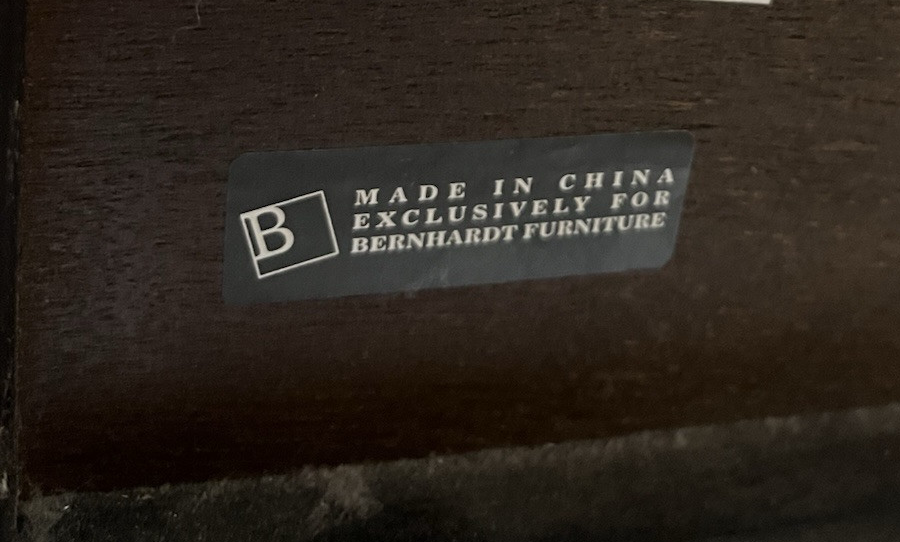 B
MADE IN CHINA
EXCLUSIVELY FOR
BERNHARDT FURNITURE